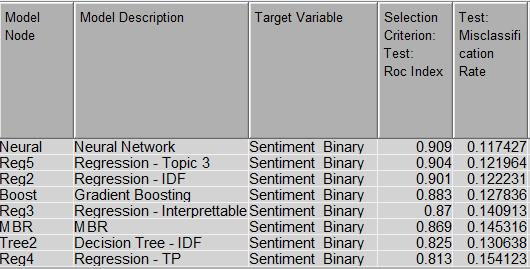 Model Node Model Description Target Variable Selection Criterion: Test: Roc Index Test: Misclassifi cation Rate
Neural Neural Network Sentiment Binary 0.909 0.117427
Reg5 Regression - Topic 3 Sentiment Binary 0.904 0.121964
Reg2 Regression - IDF Sentiment Binary 0.901 0.122231
Boost Gradient Boosting Sentiment Binary 0.883 0.127836
Reg3 Regression - Interprettable Sentiment Binary 0.87 0.140913
MBR MBR Sentiment Binary 0.869 0.145316
Tree2 Decision Tree - IDF Sentiment Binary 0.825 0.130638
Reg4 Regression - TP Sentiment Binary 0.813 0.154123